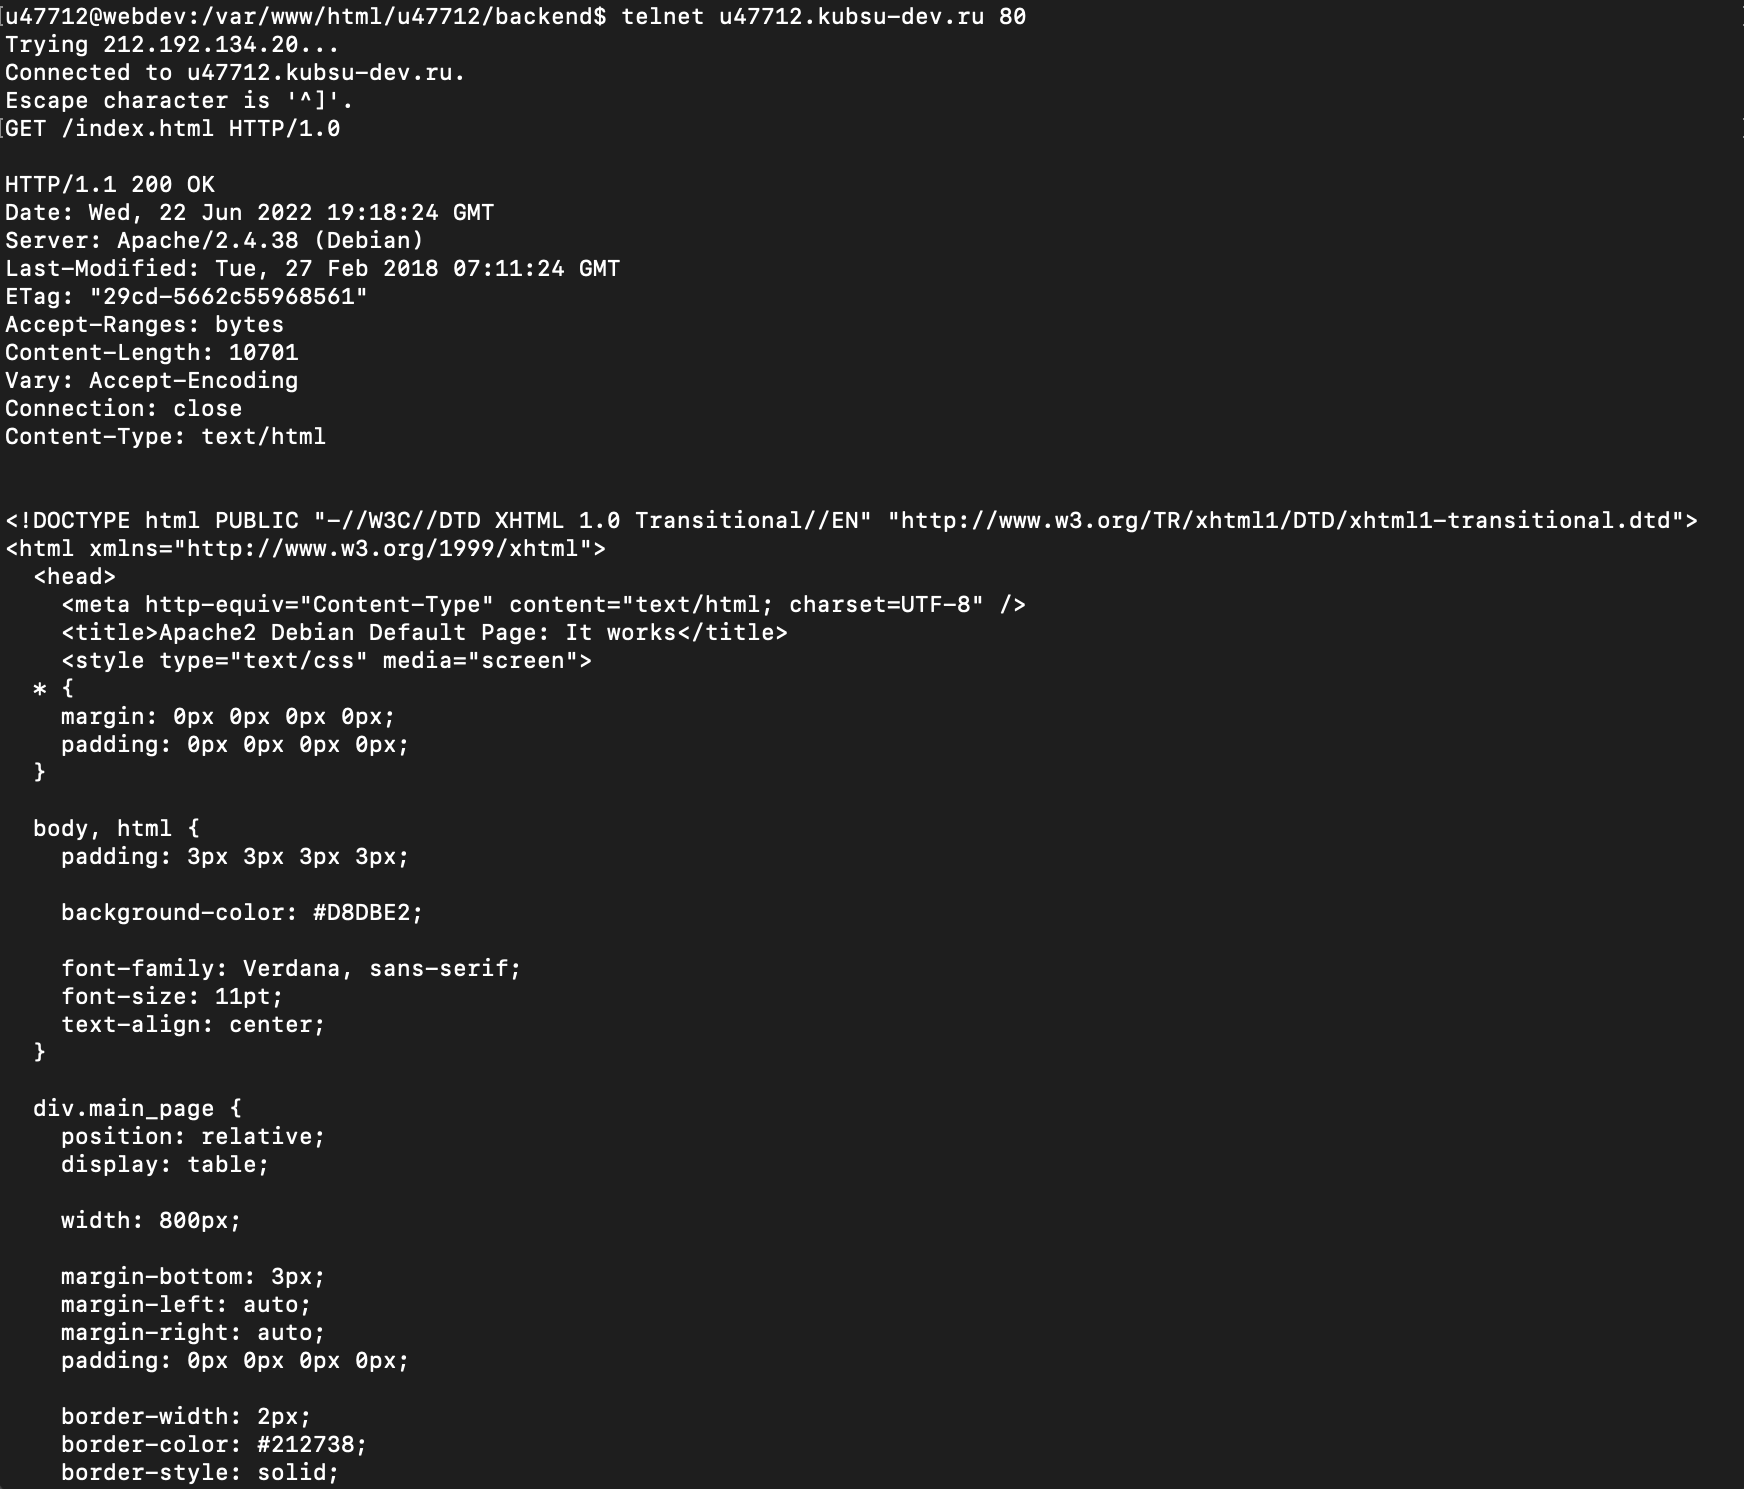 u47712@webdev:/var/www/html/u47712/backend$ telnet u47712.kubsu-dev.ru 80
Trying 212.192.134.20...
Connected to u47712.kubsu-dev.ru.
Escape character is '^]'.
GET /index.html HTTP/1.0

HTTP/1.1 200 OK
Date: Wed, 22 Jun 2022 19:18:24 GMT
Server: Apache/2.4.38 (Debian)
Last-Modified: Tue, 27 Feb 2018 07:11:24 GMT
ETag: "29cd-5662c55968561"
Accept-Ranges: bytes
Content-Length: 10701
Vary: Accept-Encoding
Connection: close
Content-Type: text/html

<!DOCTYPE html PUBLIC "-//W3C//DTD XHTML 1.0 Transitional//EN" "http://www.w3.org/TR/xhtml1/DTD/xhtml1-transitional.dtd">
<html xmlns="http://www.w3.org/1999/xhtml">
  <head>
    <meta http-equiv="Content-Type" content="text/html; charset=UTF-8" />
    <title>Apache2 Debian Default Page: It works</title>
    <style type="text/css" media="screen">
  * {
    margin: 0px 0px 0px 0px;
    padding: 0px 0px 0px 0px;
  }

  body, html {
    padding: 3px 3px 3px 3px;

    background-color: #D8DBE2;

    font-family: Verdana, sans-serif;
    font-size: 11pt;
    text-align: center;
  }

  div.main_page {
    position: relative;
    display: table;

    width: 800px;

    margin-bottom: 3px;
    margin-left: auto;
    margin-right: auto;
    padding: 0px 0px 0px 0px;

    border-width: 2px;
    border-color: #212738;
    border-style: solid;